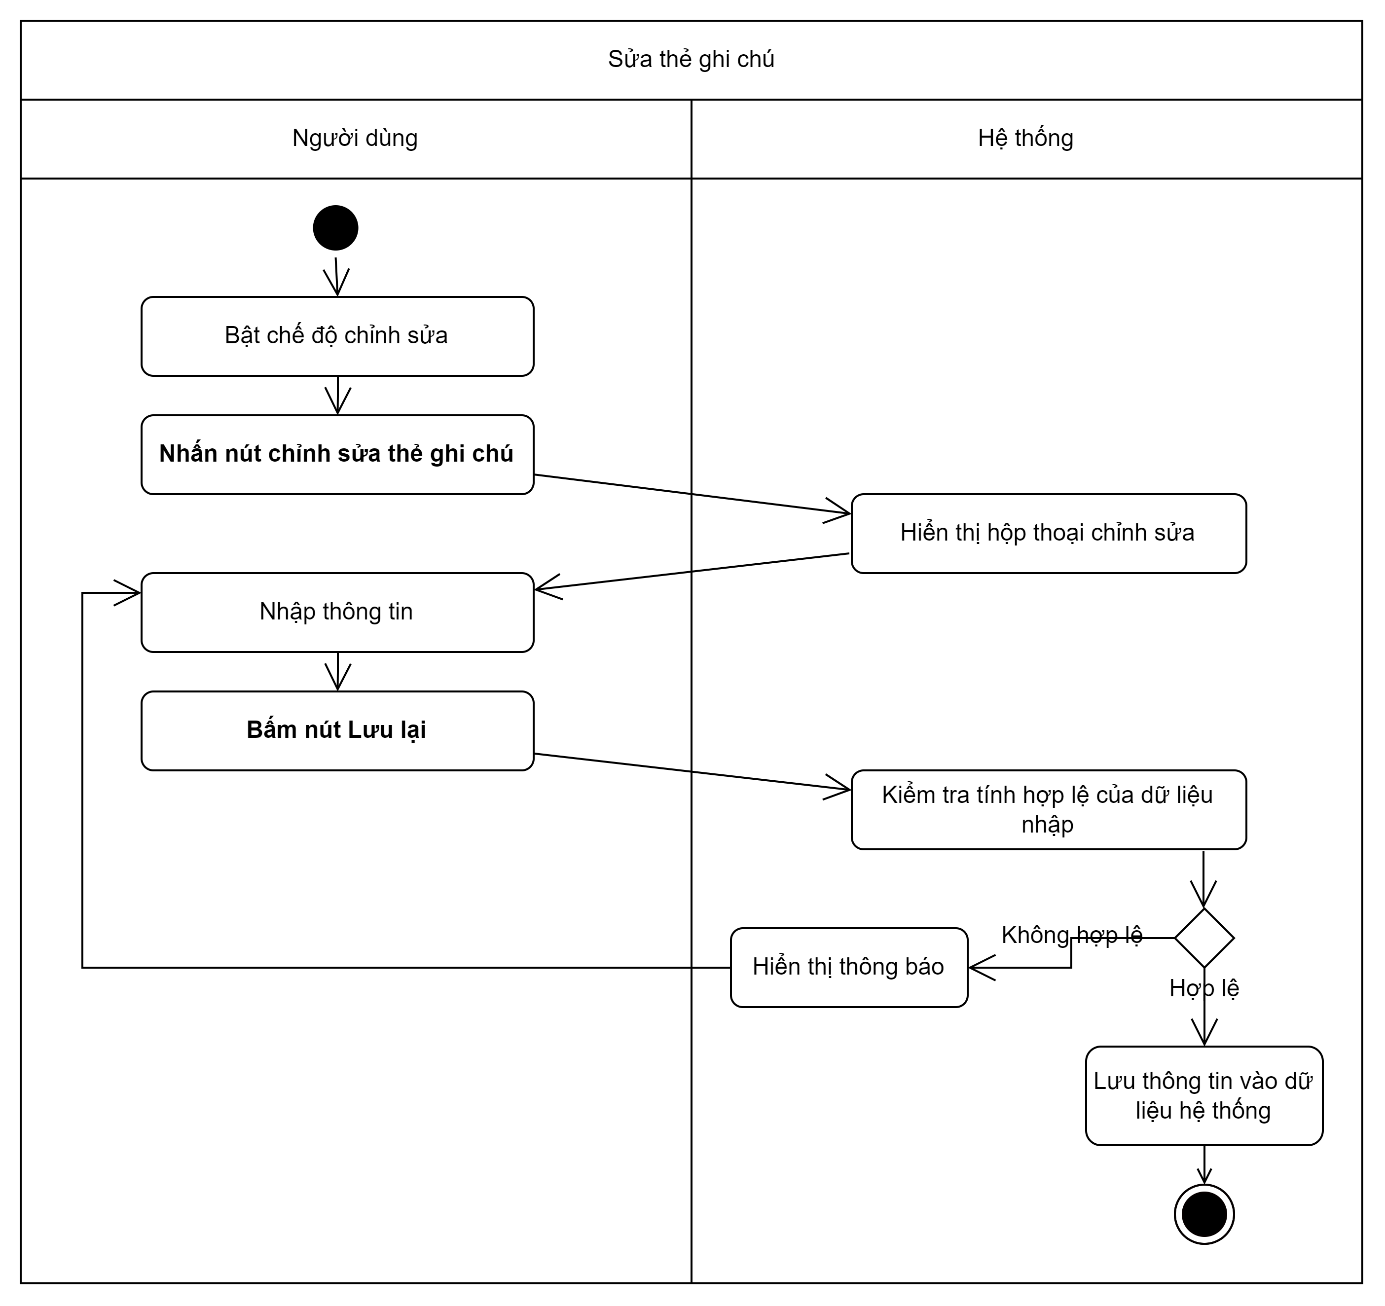 Sửa thẻ ghi chú
Người dùng
Hệ thống
Bật chế độ chỉnh sửa
Nhấn nút chỉnh sửa thẻ ghi chú
Hiển thị hộp thoại chỉnh sửa
Nhập thông tin
Bấm nút Lưu lại
Kiểm tra tính hợp lệ của dữ liệu
nhập
Không hợp lệ
Hiển thị thông báo
Hợp lệ
Lưu thông tin vào dữ
liệu hệ thống